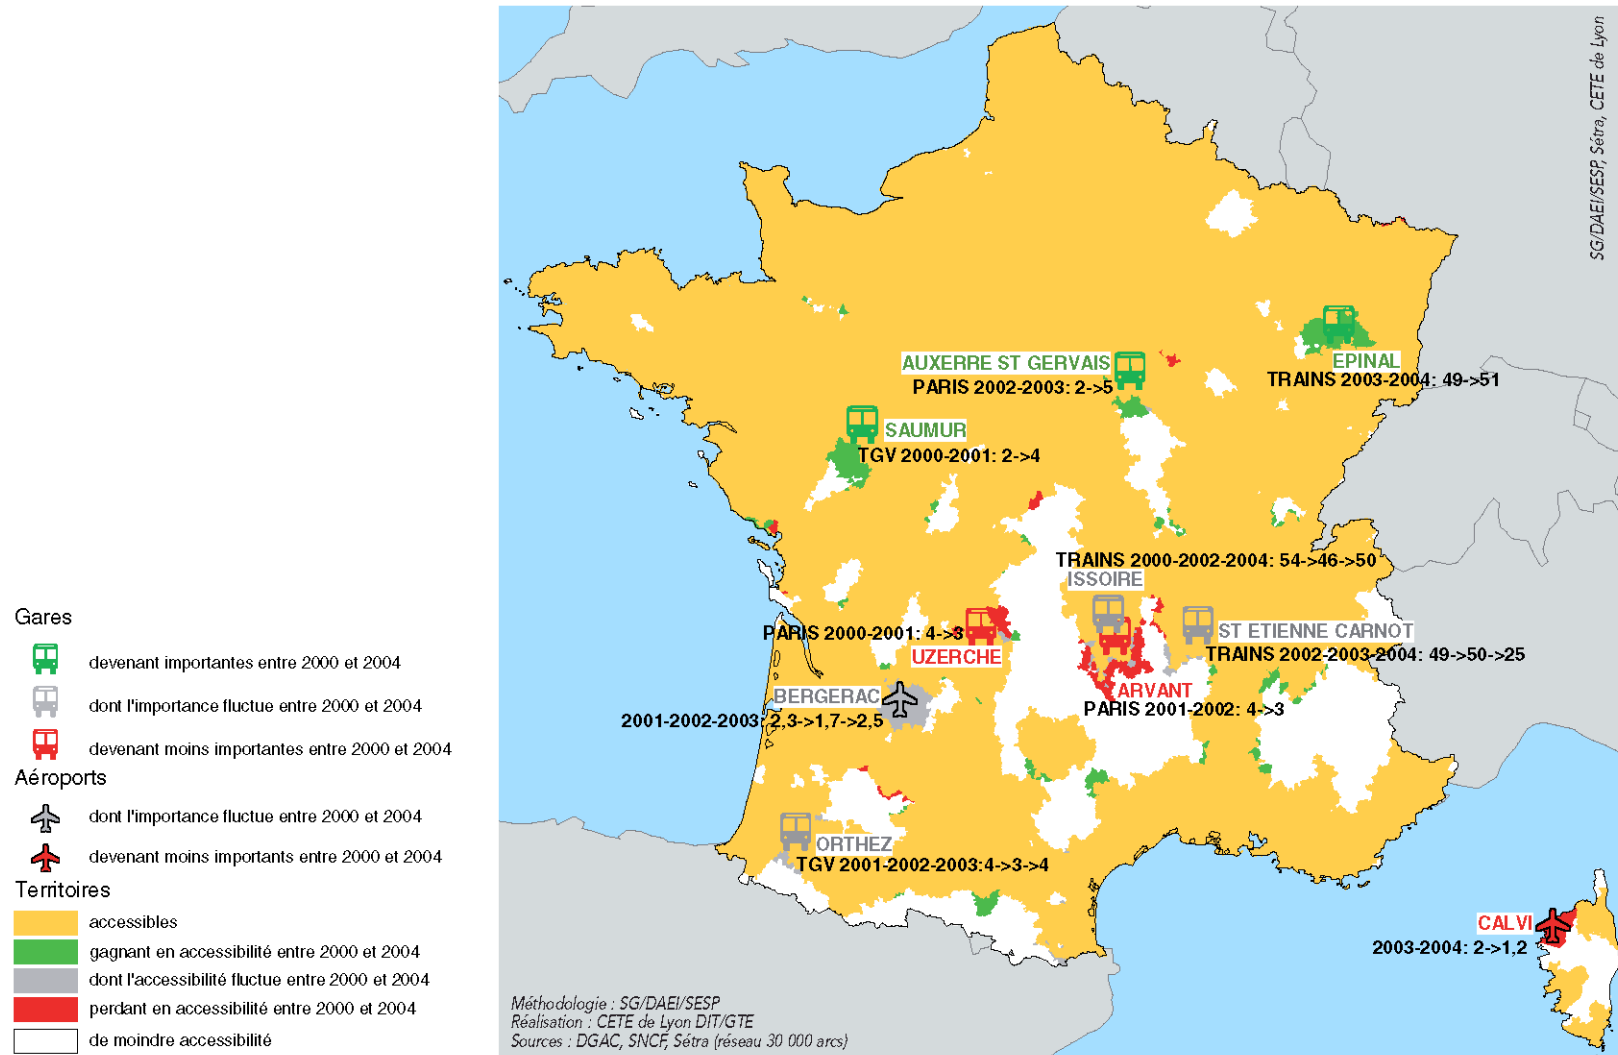 SG/DAEI/SESP, Sétra, CETE de Lyon
AUXERRE ST GERVAIS
PARIS 2002-2003: 2->5
EPINAL
TRAINS 2003-2004: 49->51
SAUMUR
TGV 2000-2001: 2->4
TRAINS 2000-2002-2004: 54->46->50
ISSOIRE
PARIS 2000-2001: 4->3
UZERCHE
ST ETIENNE CARNOT
TRAINS 2002-2003-2004: 49->50->25
ARVANT
PARIS 2001-2002: 4->3
BERGERAC
2001-2002-2003: 2,3->1,7->2,5
ORTHEZ
TGV 2001-2002-2003:4->3->4
CALVI
2003-2004: 2->1,2
Gares
devenant importantes entre 2000 et 2004
dont l'importance fluctue entre 2000 et 2004
devenant moins importantes entre 2000 et 2004
Aéroports
dont l'importance fluctue entre 2000 et 2004
devenant moins importants entre 2000 et 2004
Territoires
accessibles
gagnant en accessibilité entre 2000 et 2004
dont l'accessibilité fluctue entre 2000 et 2004
perdant en accessibilité entre 2000 et 2004
de moindre accessibilité
Méthodologie : SG/DAEI/SESP
Réalisation : CETE de Lyon DIT/GTE
Sources : DGAC, SNCF, Sétra (réseau 30 000 arcs)